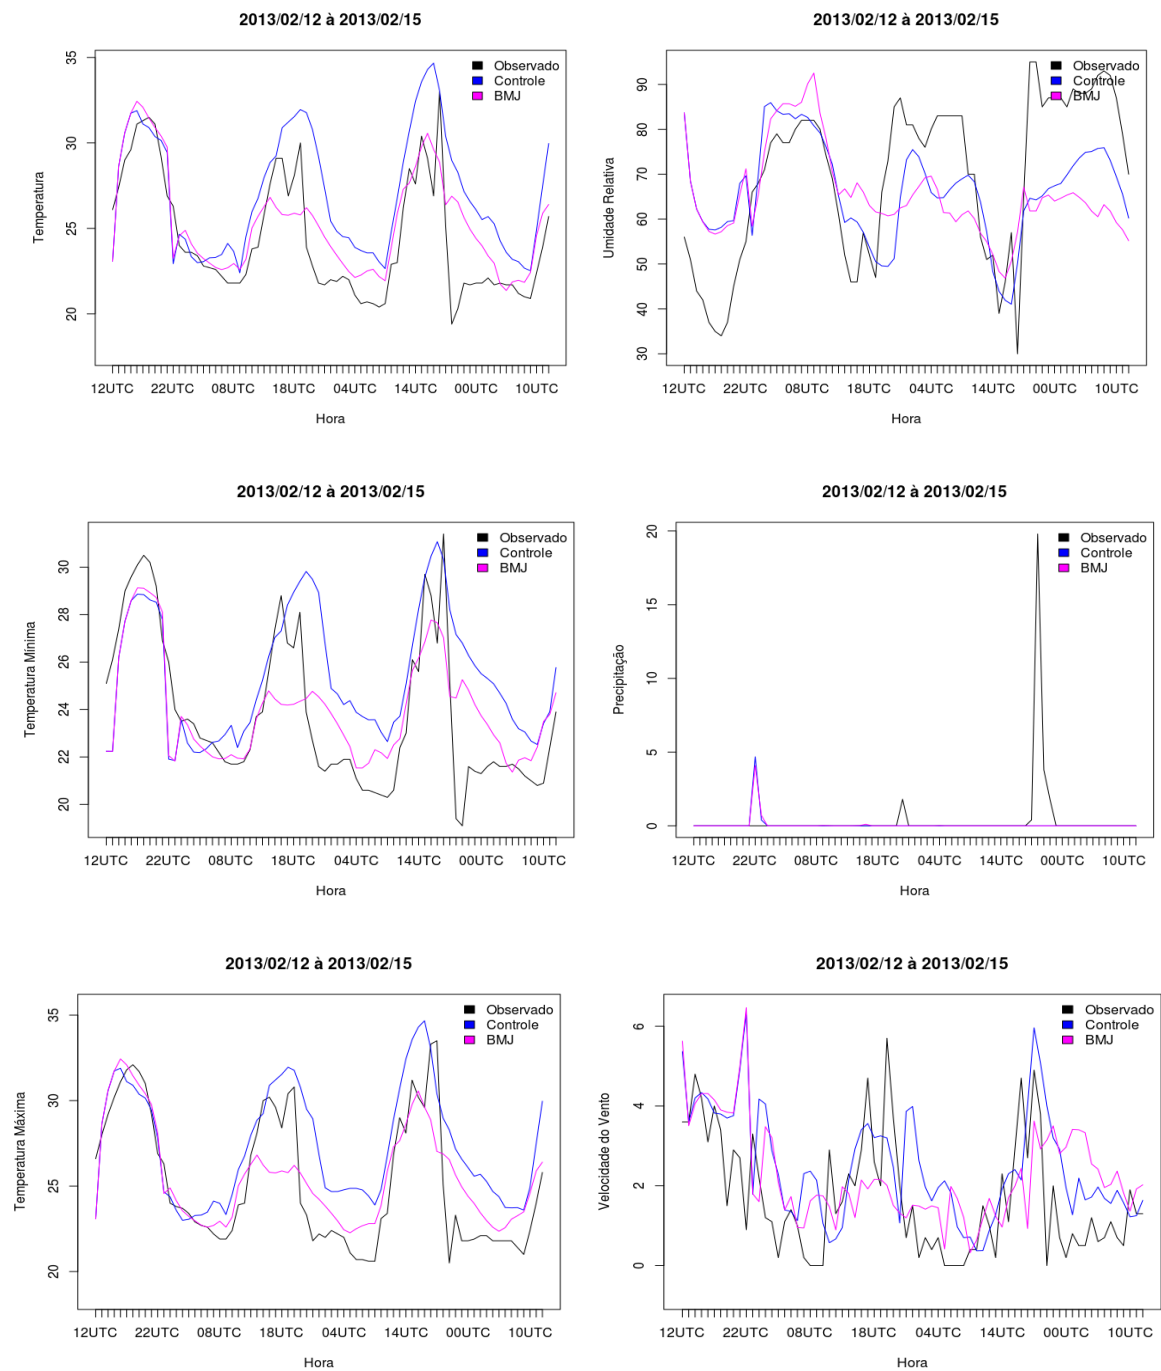 2013/02/12 à 2013/02/15
Temperatura
35
30
25
20
Observado
Controle
BMJ
12UTC 22UTC 08UTC 18UTC 04UTC 14UTC 00UTC 10UTC
Hora
2013/02/12 à 2013/02/15
Umidade Relativa
90
80
70
60
50
40
30
Observado
Controle
BMJ
12UTC 22UTC 08UTC 18UTC 04UTC 14UTC 00UTC 10UTC
Hora
2013/02/12 à 2013/02/15
Temperatura Mínima
30
28
26
24
22
20
Observado
Controle
BMJ
12UTC 22UTC 08UTC 18UTC 04UTC 14UTC 00UTC 10UTC
Hora
2013/02/12 à 2013/02/15
Precipitação
20
15
10
5
0
Observado
Controle
BMJ
12UTC 22UTC 08UTC 18UTC 04UTC 14UTC 00UTC 10UTC
Hora
2013/02/12 à 2013/02/15
Temperatura Máxima
35
30
25
20
Observado
Controle
BMJ
12UTC 22UTC 08UTC 18UTC 04UTC 14UTC 00UTC 10UTC
Hora
2013/02/12 à 2013/02/15
Velocidade do Vento
6
4
2
0
Observado
Controle
BMJ
12UTC 22UTC 08UTC 18UTC 04UTC 14UTC 00UTC 10UTC
Hora